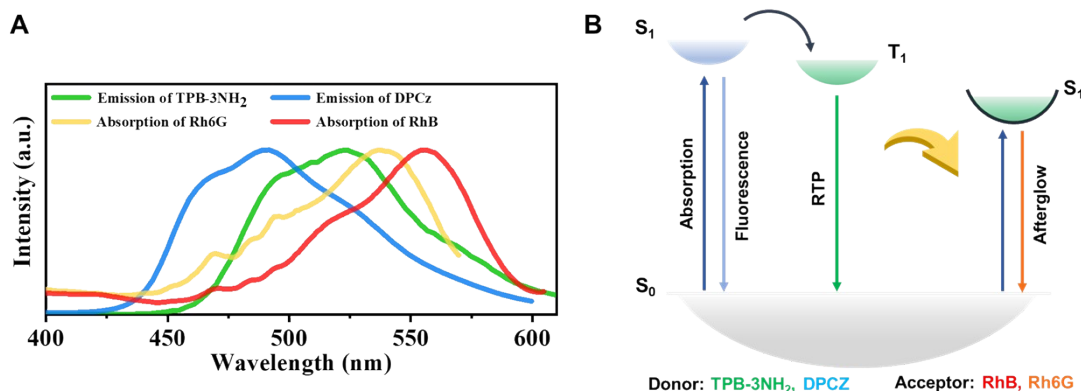 A
Emission of TPB-3NH2 Emission of DPCz
Absorption of Rh6G Absorption of RhB
Intensity (a.u.)
400 450 500 550 600
Wavelength (nm)
B
S1
T1
S1
Absorption
Fluorescence
RTP
Afterglow
S0
Donor: TPB-3NH2, DPCZ Acceptor: RhB, Rh6G